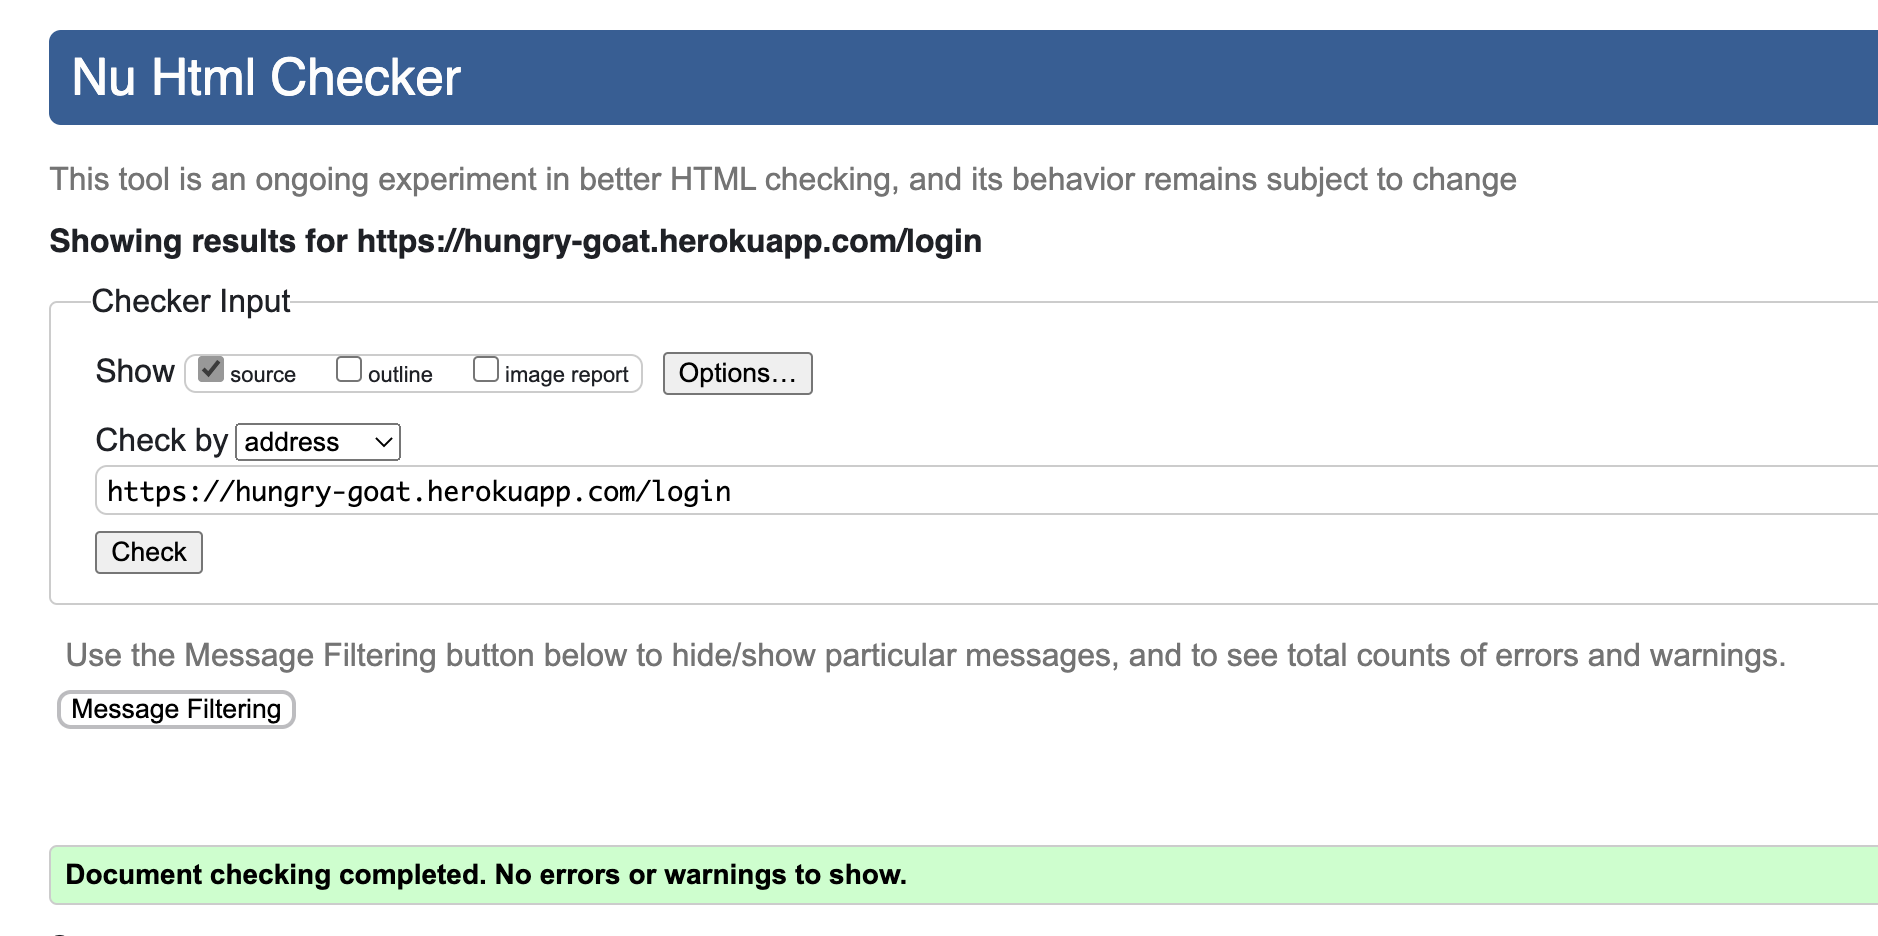 Nu Html Checker
This tool is an ongoing experiment in better HTML checking, and its behavior remains subject to change
Showing results for https://hungry-goat.herokuapp.com/login
Checker Input
Show source outline image report Options...
Check by address
https://hungry-goat.herokuapp.com/login
Check
Use the Message Filtering button below to hide/show particular messages, and to see total counts of errors and warnings.
Message Filtering
Document checking completed. No errors or warnings to show.